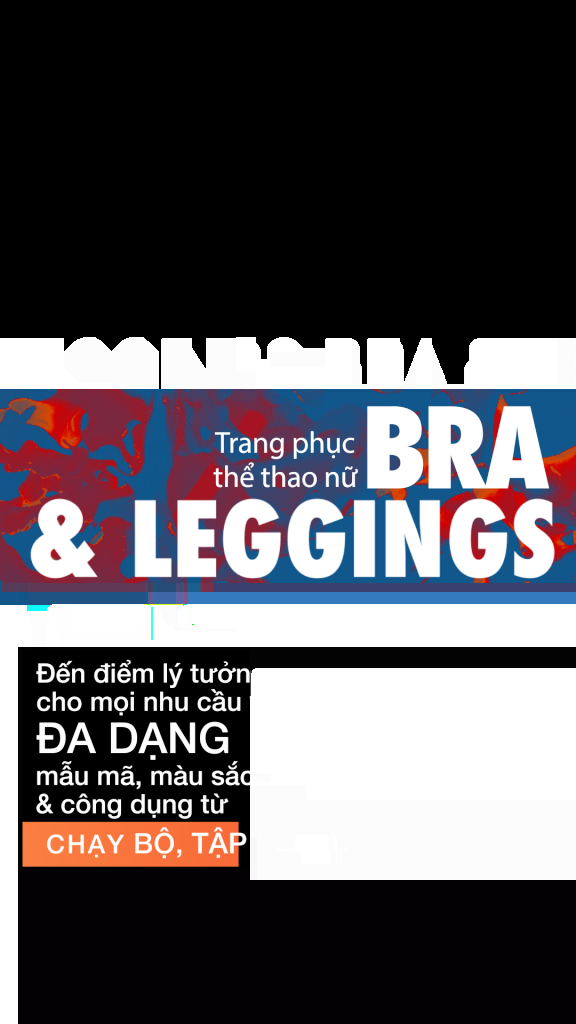 Trang phục
thể thao nữ BRA
& LEGGINGS
Đến điểm lý tưởn
cho mọi nhu cầu
ĐA DẠNG
mẫu mã, màu sắc
& công dụng từ
CHẠY BỘ, TẬP